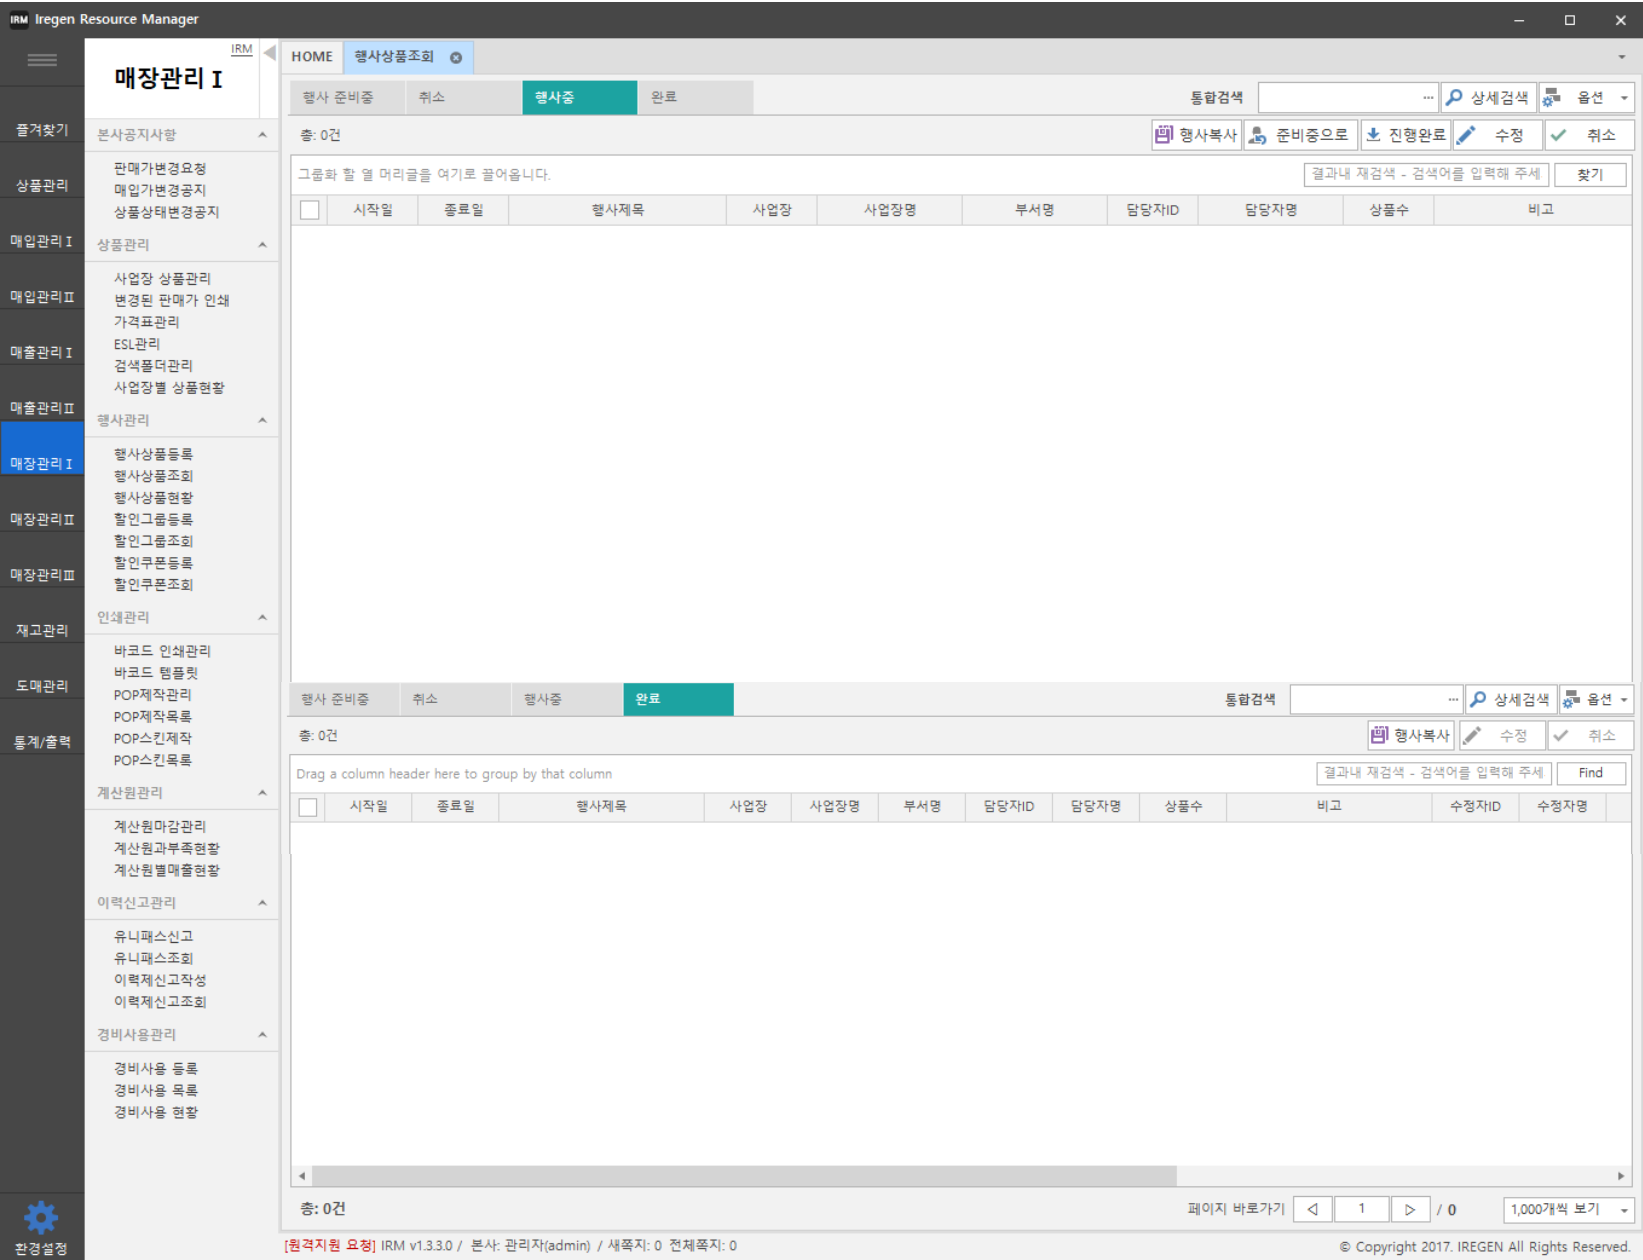 IRM Iregen Resource Manager
즐겨찾기
상품관리
매입관리 I
매입관리 II
매출관리 I
매출관리 II
매장관리 I
매장관리 II
매장관리 III
재고관리
도매관리
통계/출력
환경설정
IRM
매장관리 I
본사공지사항
판매가변경요청
매입가변경공지
상품상태변경공지
상품관리
사업장 상품관리
변경된 판매가 인쇄
가격표관리
ESL관리
검색폴더관리
사업장별 상품현황
행사관리
행사상품등록
행사상품조회
행사상품현황
할인그룹등록
할인그룹조회
할인쿠폰등록
할인쿠폰조회
인쇄관리
바코드 인쇄관리
바코드 템플릿
POP제작관리
POP제작목록
POP스킨제작
POP스킨목록
계산원관리
계산원마감관리
계산원과부족현황
계산원별매출현황
이력신고관리
유니패스신고
유니패스조회
이력제신고작성
이력제신고조회
경비사용관리
경비사용 등록
경비사용 목록
경비사용 현황
HOME 행사상품조회
행사 준비중 취소 행사중 완료 통합검색 ... 상세검색 옵션
총: 0건 행사복사 준비중으로 진행완료 수정 취소
그룹화 할 열 머리글을 여기로 끌어옵니다. 결과내 재검색 - 검색어를 입력해 주세 찾기
시작일 종료일 행사제목 사업장 사업장명 부서명 담당자ID 담당자명 상품수 비고
행사 준비중 취소 행사중 완료 통합검색 ... 상세검색 옵션
총: 0건 행사복사 수정 취소
Drag a column header here to group by that column 결과내 재검색 - 검색어를 입력해 주세 Find
시작일 종료일 행사제목 사업장 사업장명 부서명 담당자ID 담당자명 상품수 비고 수정자ID 수정자명
총: 0건 페이지 바로가기 1 / 0 1,000개씩 보기
[원격지원 요청] IRM v1.3.3.0 / 본사: 관리자(admin) / 새쪽지: 0 전체쪽지: 0 © Copyright 2017. IREGEN All Rights Reserved.